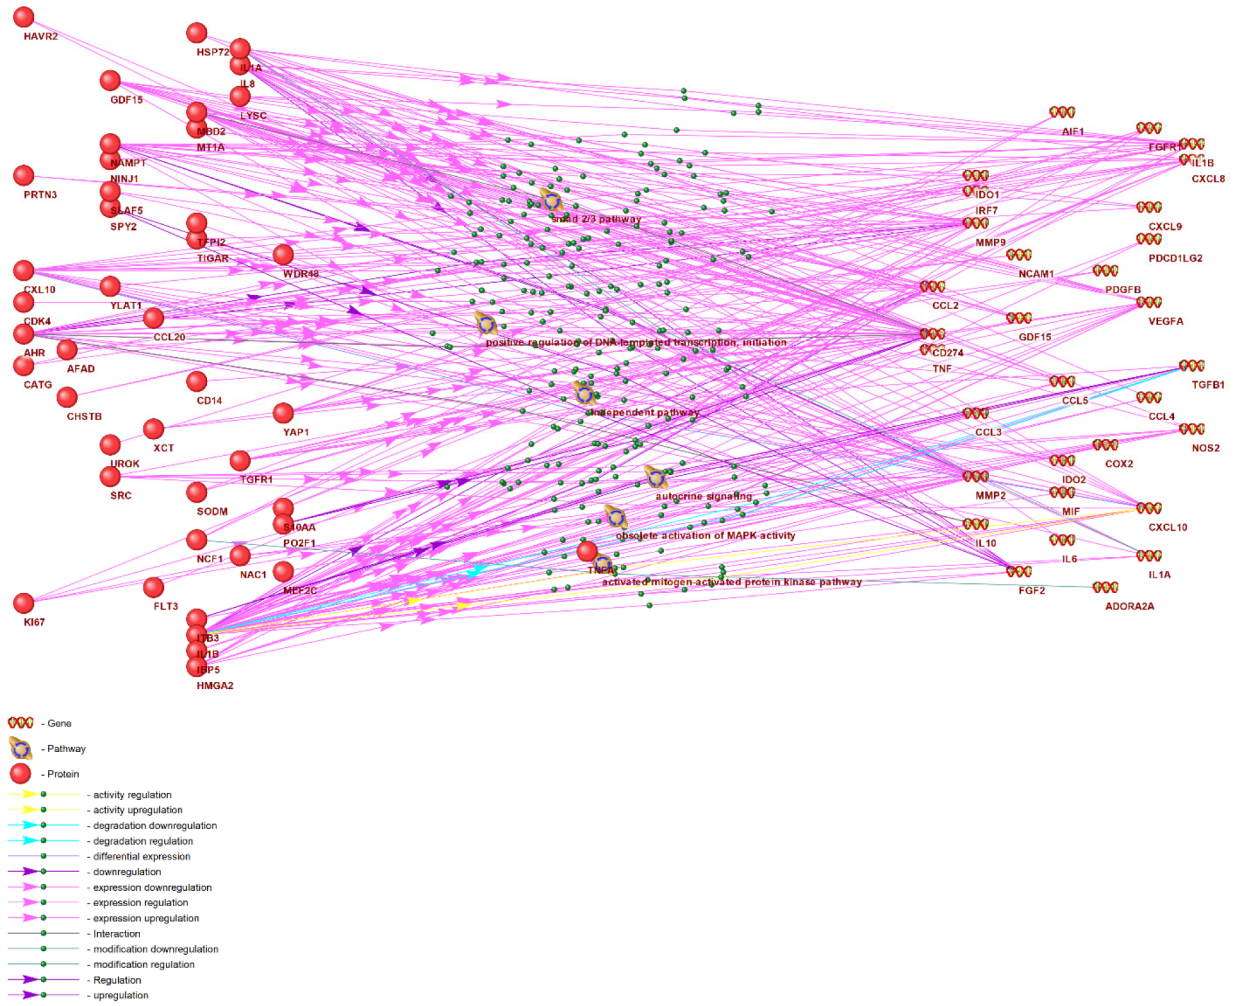 HAVR2
HSP72
IL1A
IL8
GDF15
LYSC
MBD2
MT1A
NAMPT
NINJ1
PRTN3
SLAF5
SPY2
TFPI2
TIGAR
WDR48
CXL10
YLAT1
CDK4
CCL20
AHR
AFAD
CATG
CD14
CHSTB
YAP1
XCT
UROK
TGFR1
SRC
SODM
S10AA
PO2F1
NCF1
NAC1
MEF2C
FLT3
KI67
ITB3
IL1B
IBP5
HMGA2
smad 2/3 pathway
positive regulation of DNA-templated transcription, initiation
Independent pathway
autocrine signaling
obsolete activation of MAPK activity
TNFA
activated mitogen-activated protein kinase pathway
AIF1
FGFR1
IL1B
CXCL8
IDO1
IRF7
CXCL9
MMP9
PDCD1LG2
NCAM1
PDGFB
CCL2
VEGFA
GDF15
CD274
TNF
TGFB1
CCL5
CCL4
CCL3
NOS2
COX2
IDO2
MMP2
MIF
CXCL10
IL10
IL6
IL1A
FGF2
ADORA2A
- Gene
- Pathway
- Protein
- activity regulation
- activity upregulation
- degradation downregulation
- degradation regulation
- differential expression
- downregulation
- expression downregulation
- expression regulation
- expression upregulation
- Interaction
- modification downregulation
- modification regulation
- Regulation
- upregulation